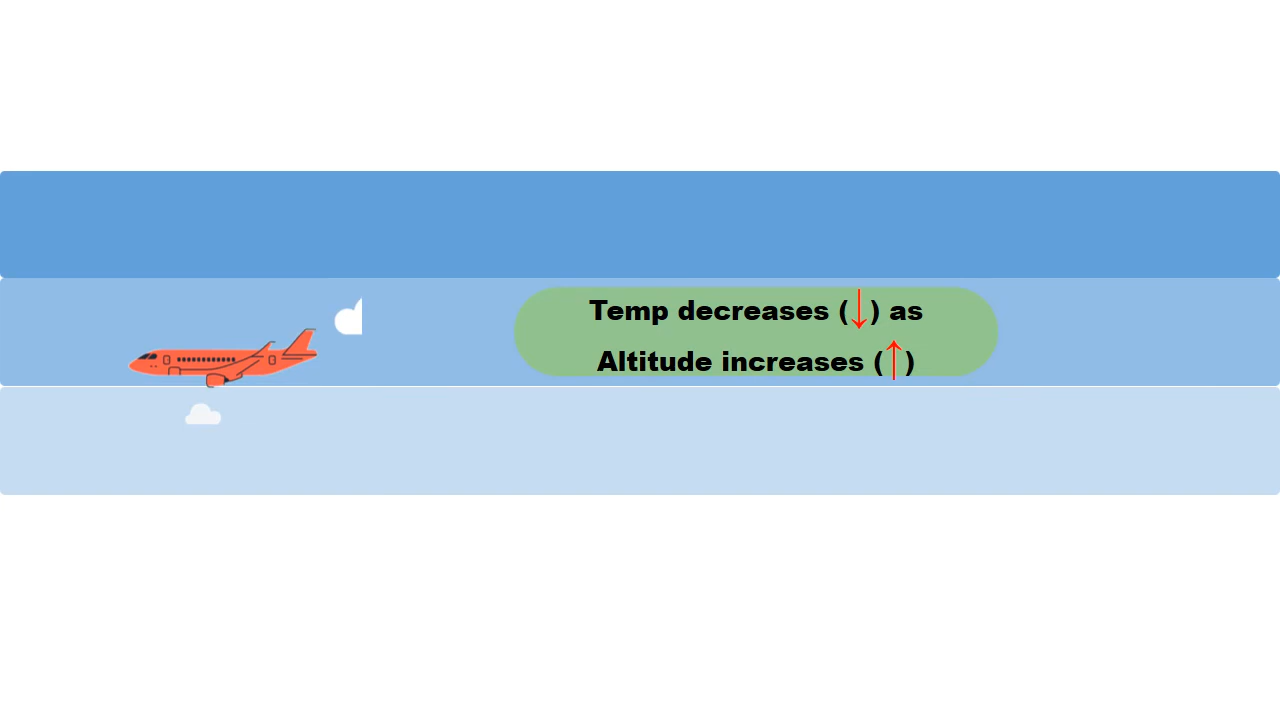 Temp decreases (↓) as
Altitude increases (↑)